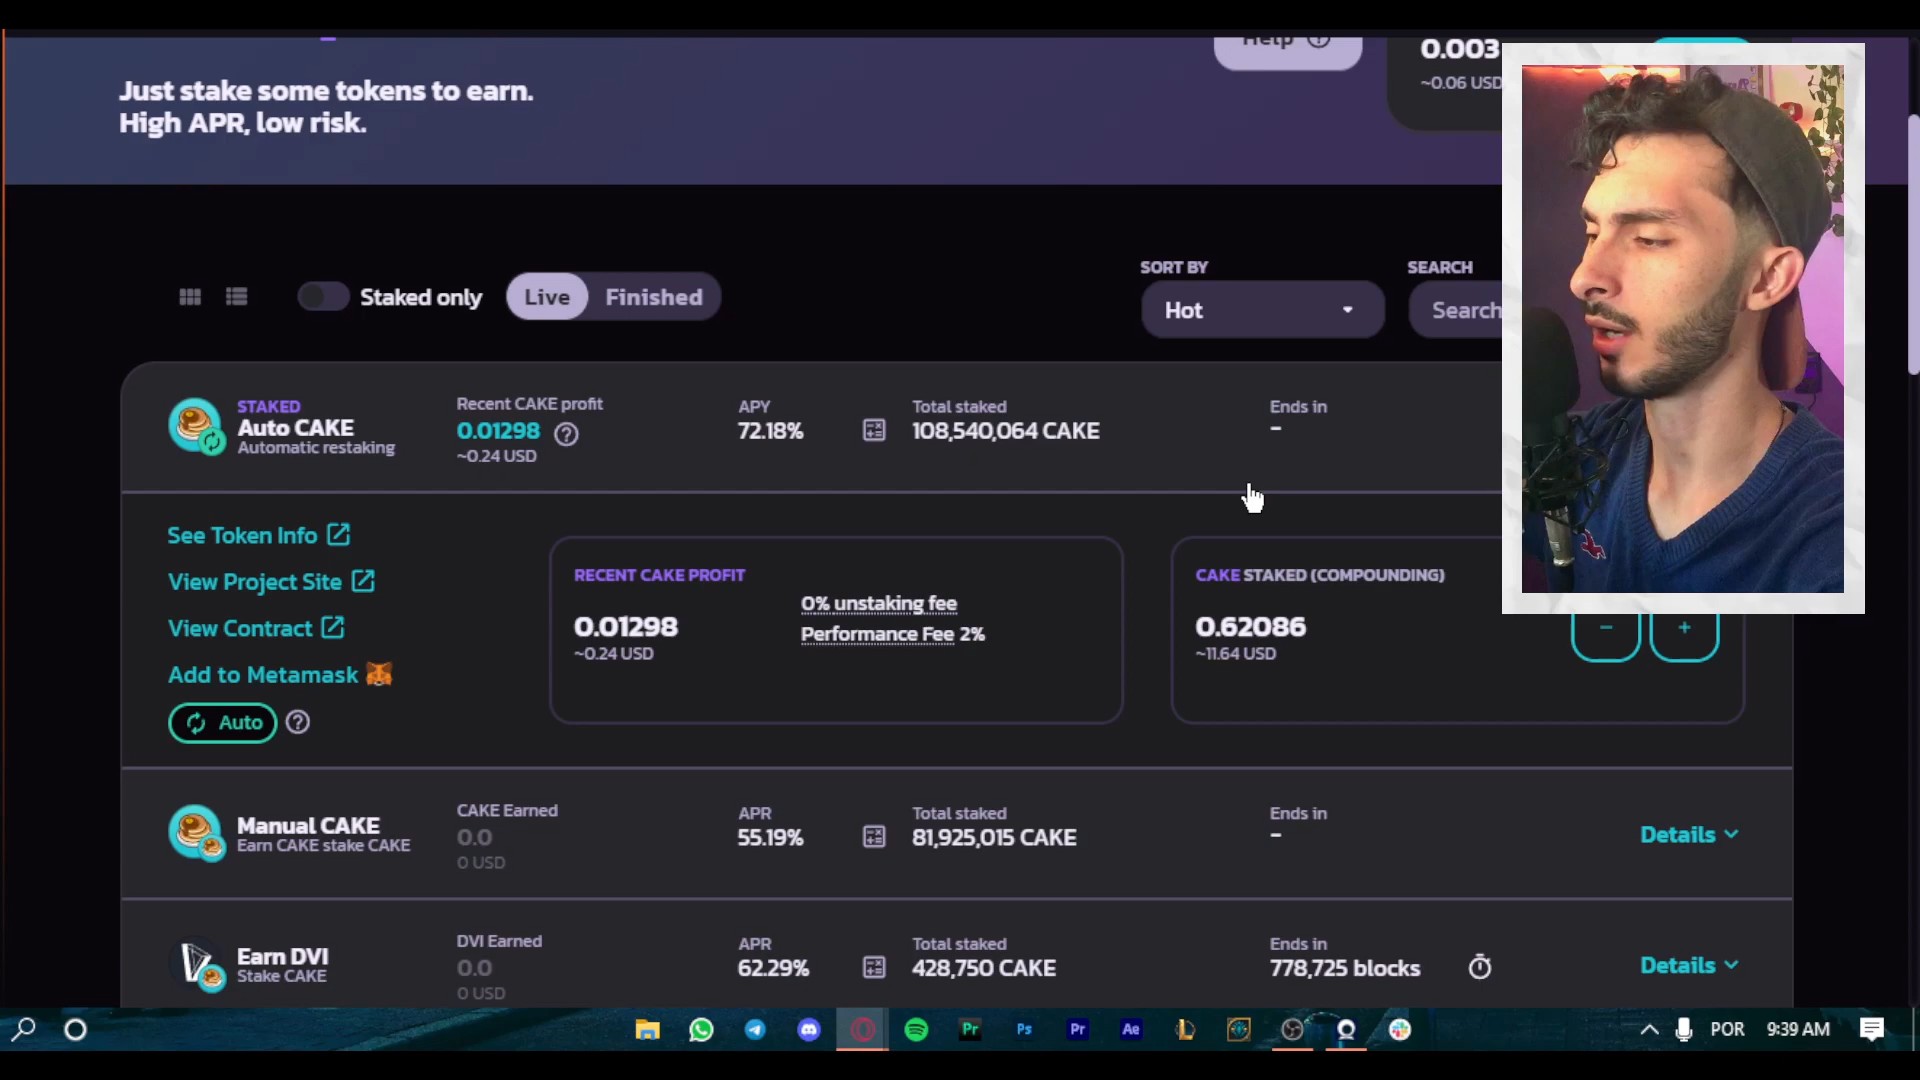 Just stake some tokens to earn.
High APR, low risk.
Help
0.003
~0.06 USD
Staked only
Live
Finished
SORT BY
Hot
SEARCH
Search
STAKED
Auto CAKE
Automatic restaking
Recent CAKE profit
0.01298
~0.24 USD
APY
72.18%
Total staked
108,540,064 CAKE
Ends in
-
See Token Info
View Project Site
View Contract
Add to Metamask
Auto
RECENT CAKE PROFIT
0.01298
~0.24 USD
0% unstaking fee
Performance Fee 2%
CAKE STAKED (COMPOUNDING)
0.62086
~11.64 USD
-
+
Manual CAKE
Earn CAKE stake CAKE
CAKE Earned
0.0
0 USD
APR
55.19%
Total staked
81,925,015 CAKE
Ends in
-
Details
Earn DVI
Stake CAKE
DVI Earned
0.0
0 USD
APR
62.29%
Total staked
428,750 CAKE
Ends in
778,725 blocks
Details
Pr
Ps
Pr
Ae
POR
9:39 AM